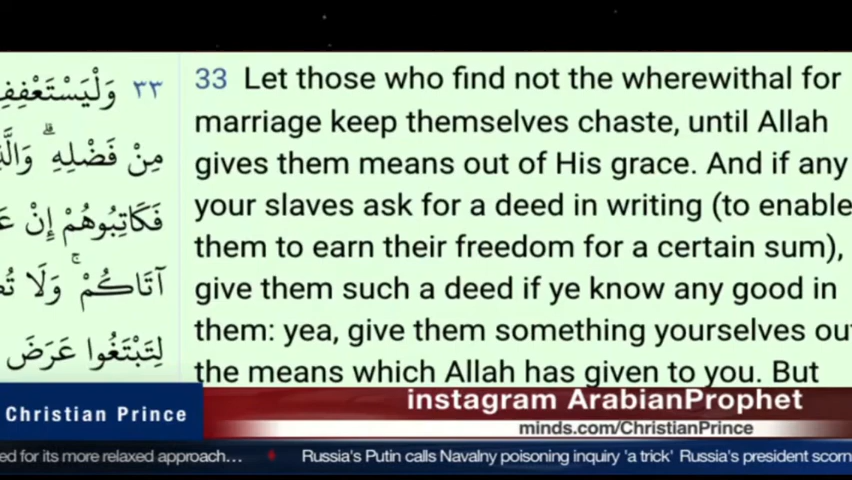 ٣٣ وَلْيَسْتَعْفِفِ
مِنْ فَضْلِهِ ۗ
فَكَاتِبُوهُمْ إِنْ
آتَاكُمْ ۚ وَلَا
لِتَبْتَغُوا عَرَضَ
33 Let those who find not the wherewithal for
marriage keep themselves chaste, until Allah
gives them means out of His grace. And if any
your slaves ask for a deed in writing (to enable
them to earn their freedom for a certain sum),
give them such a deed if ye know any good in
them: yea, give them something yourselves out
the means which Allah has given to you. But
Christian Prince
instagram ArabianProphet
minds.com/ChristianPrince
ed for its more relaxed approach... Russia's Putin calls Navalny poisoning inquiry 'a trick' Russia's president scorn